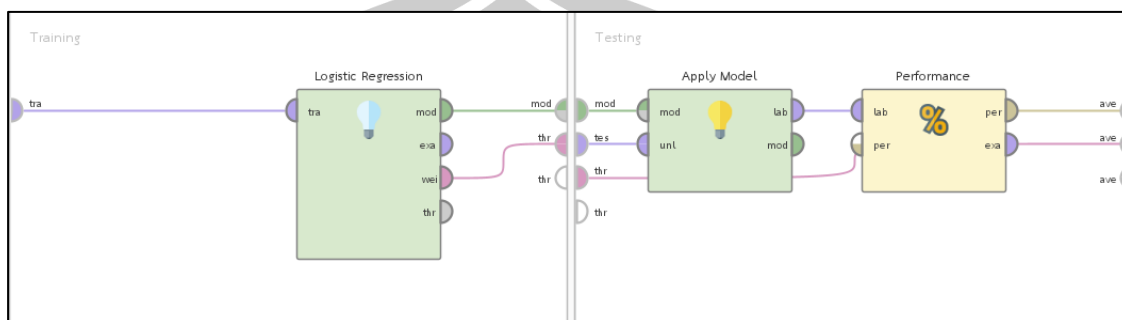 Training
Testing
Logistic Regression
Apply Model
Performance
tra
tra
mod
exa
wei
thr
mod
thr
thr
mod
tes
thr
thr
mod
unl
lab
mod
lab
per
%
per
exa
ave
ave
ave